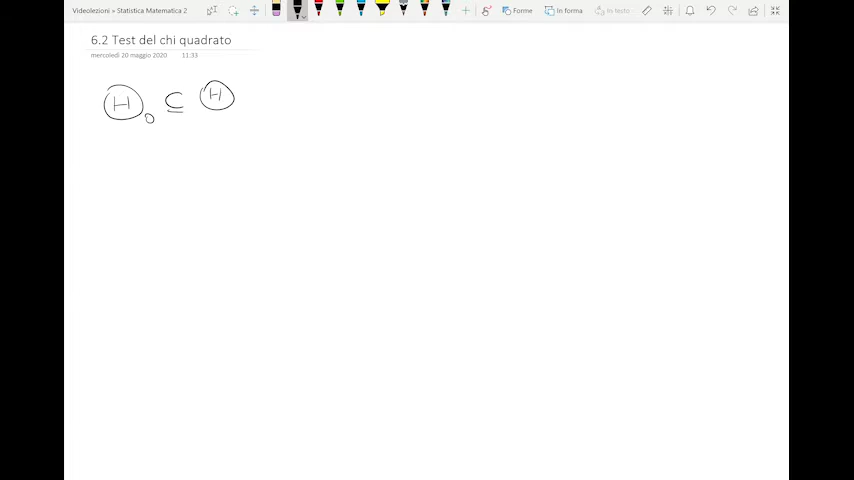 Videolezioni » Statistica Matematica 2
Forme
In forma
In testo
6.2 Test del chi quadrato
mercoledì 20 maggio 2020 11:33
Ⓗ₀ ⊆ Ⓗ